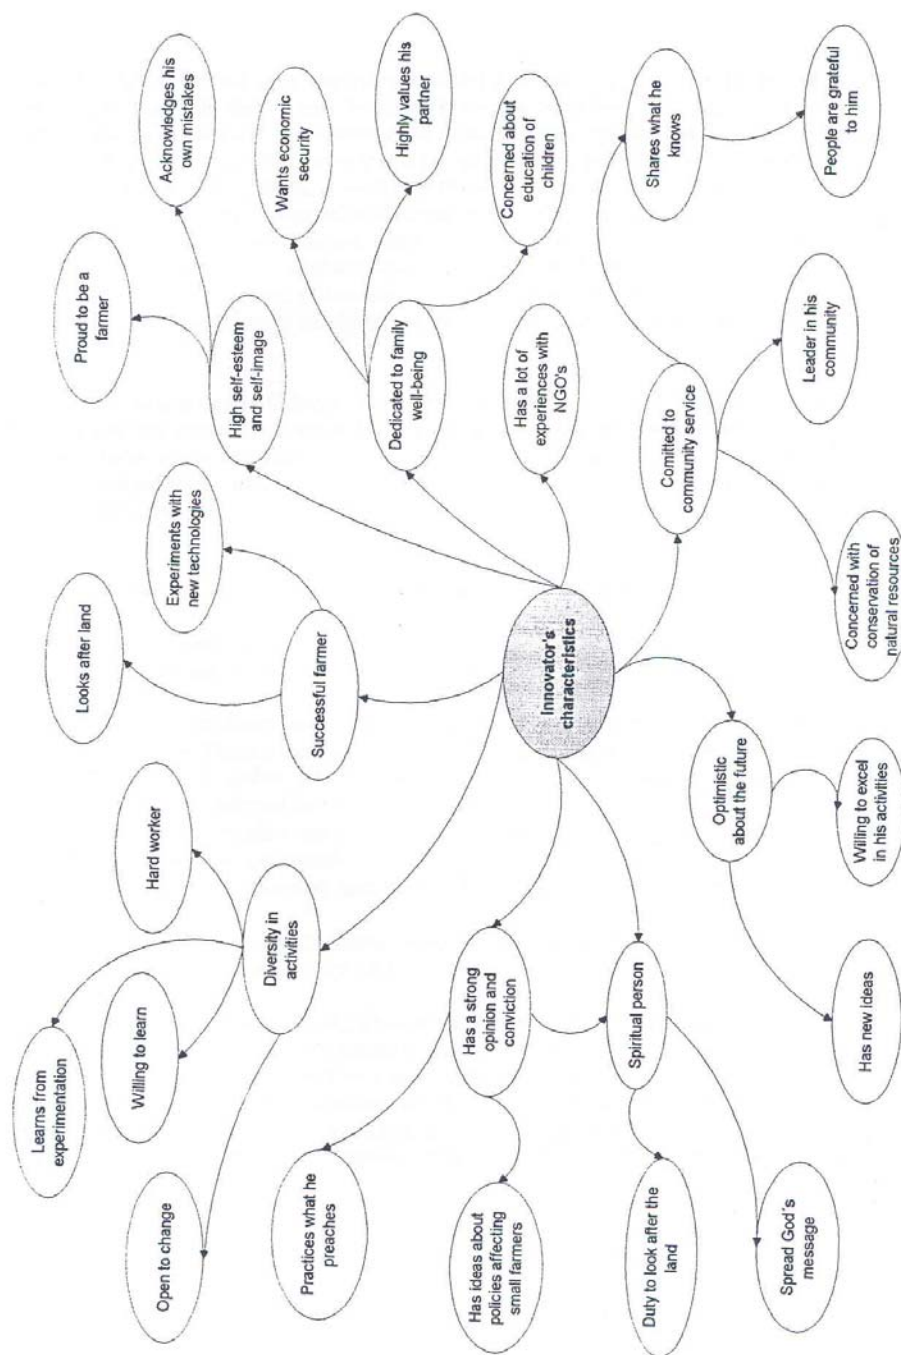 Open to change
Learns from
experimentation
Willing to learn
Hard worker
Looks after land
Proud to be a
farmer
Acknowledges his
own mistakes
Experiments with
new technologies
Diversity in
activities
High self-esteem
and self-image
Wants economic
security
Practices what he
preaches
Successful farmer
Dedicated to family
well-being
Highly values his
partner
Has ideas about
policies affecting
small farmers
Has a strong
opinion and
conviction
Concerned about
education of
children
Has a lot of
experiences with
NGO's
Innovator's
characteristics
Duty to look after the
land
Spiritual person
Comitted to
community service
Shares what he
knows
Optimistic
about the future
Spread God´s
message
Leader in his
community
People are grateful
to him
Has new ideas
Willing to excel
in his activities
Concerned with
conservation of
natural resources